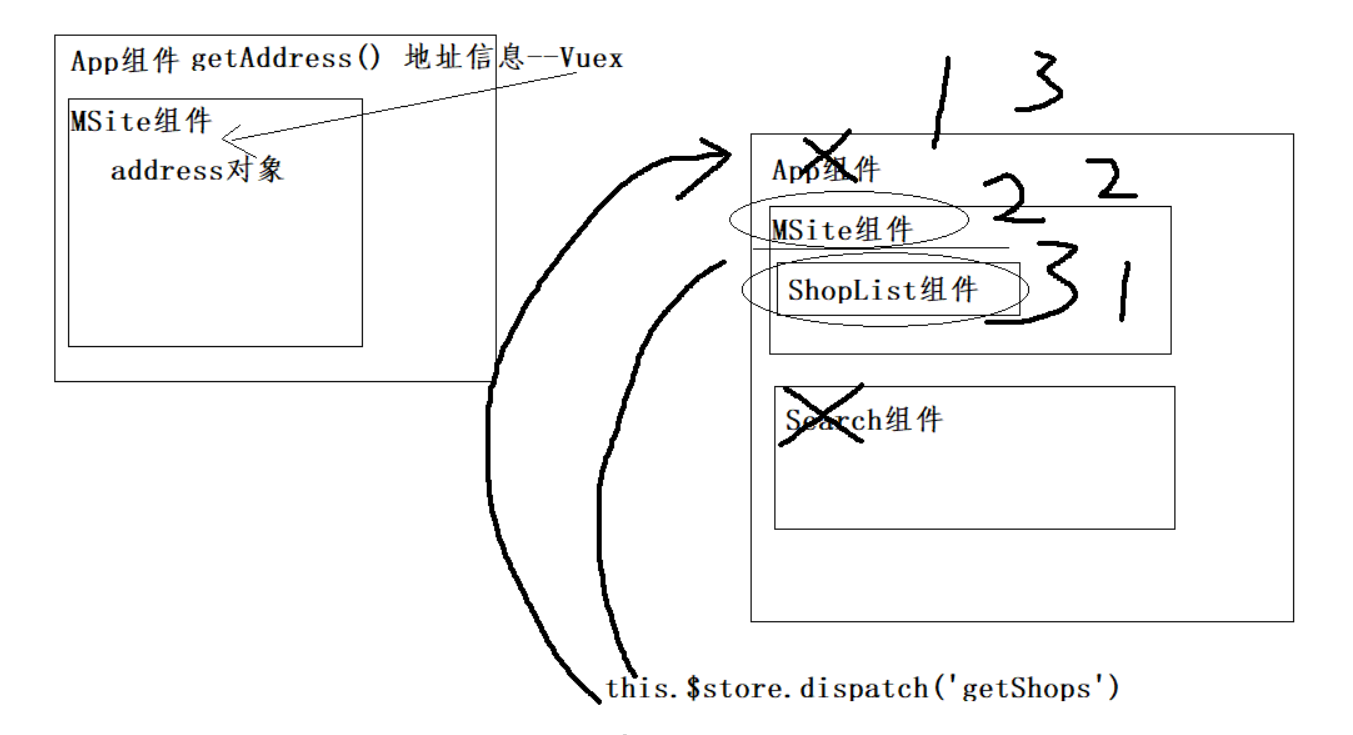 App组件 getAddress() 地址信息--Vuex
MSite组件
address对象
1 3
App组件
2 2
MSite组件
3 1
ShopList组件
Search组件
this.$store.dispatch('getShops')